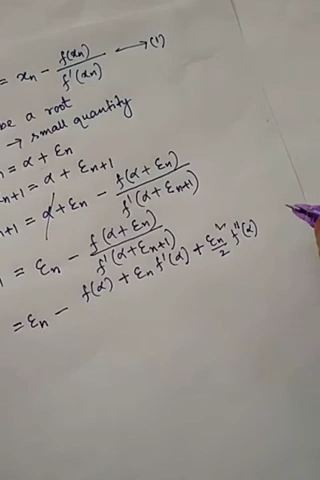 = xn − f(xn) / f'(xn) ⟶ (1)
be a root
→ small quantity
n = α + εn
n+1 = α + εn+1
n+1 = α + εn − f(α + εn) / f'(α + εn+1)
1 = εn − f(α + εn) / f'(α + εn+1)
= εn − f(α) + εn f'(α) + εn² / 2 f''(α)